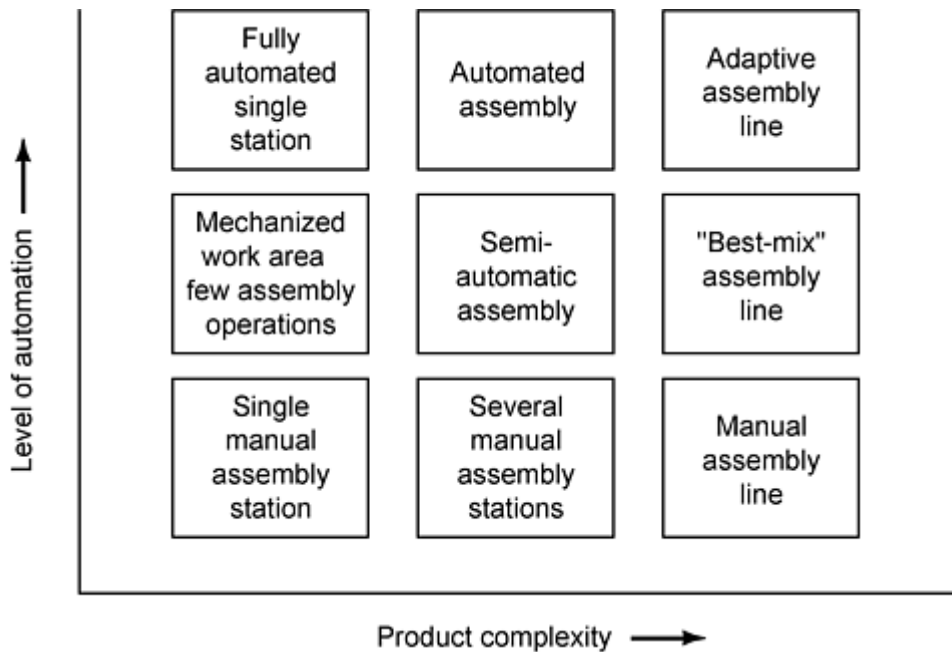 Fully
automated
single
station
Automated
assembly
Adaptive
assembly
line
Mechanized
work area
few assembly
operations
Semi-
automatic
assembly
"Best-mix"
assembly
line
Single
manual
assembly
station
Several
manual
assembly
stations
Manual
assembly
line
Level of automation
Product complexity